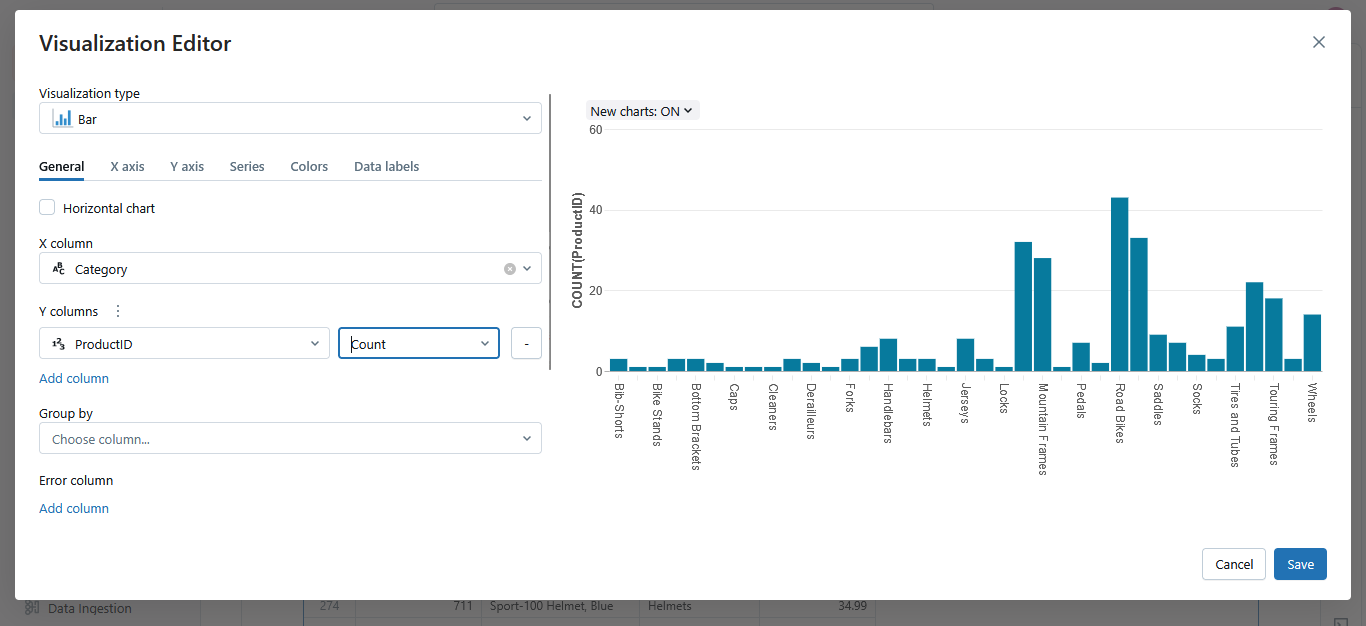 Visualization Editor
Visualization type
Bar
General X axis Y axis Series Colors Data labels
Horizontal chart
X column
ABC Category
Y columns
123 ProductID Count -
Add column
Group by
Choose column...
Error column
Add column
New charts: ON
60
40
20
0
COUNT(ProductID)
Bib-Shorts
Bike Stands
Bottom Brackets
Caps
Cleaners
Derailleurs
Forks
Handlebars
Helmets
Jerseys
Locks
Mountain Frames
Pedals
Road Bikes
Saddles
Socks
Tires and Tubes
Touring Frames
Wheels
Cancel Save
Data Ingestion 274 711 Sport-100 Helmet, Blue Helmets 34.99